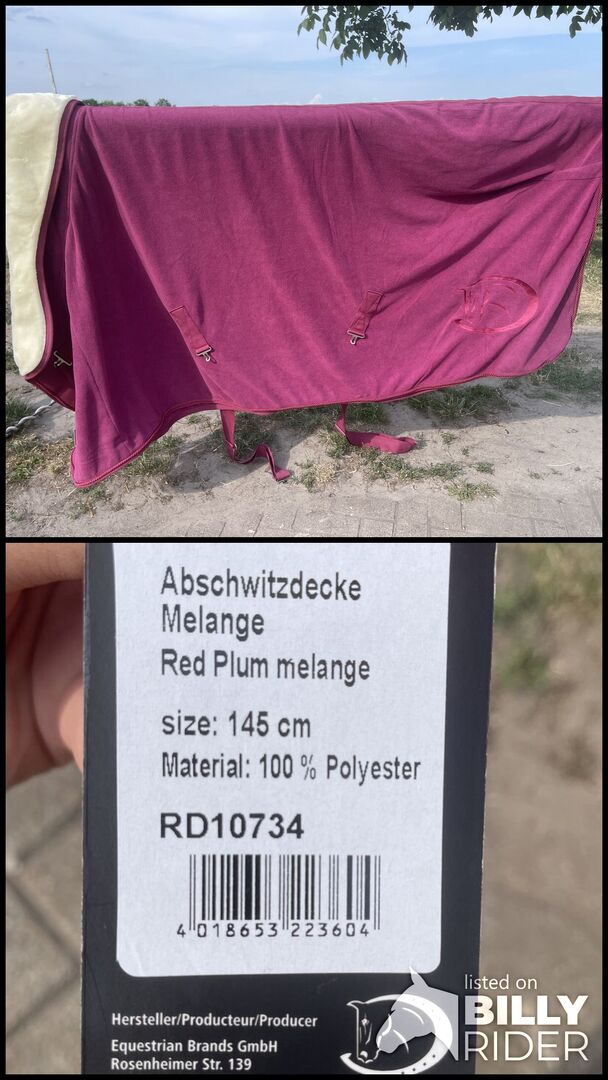 Abschwitzdecke
Melange
Red Plum melange
size: 145 cm
Material: 100 % Polyester
RD10734
4 018653 223604
Hersteller/Producteur/Producer
Equestrian Brands GmbH
Rosenheimer Str. 139
listed on
BILLY
RIDER